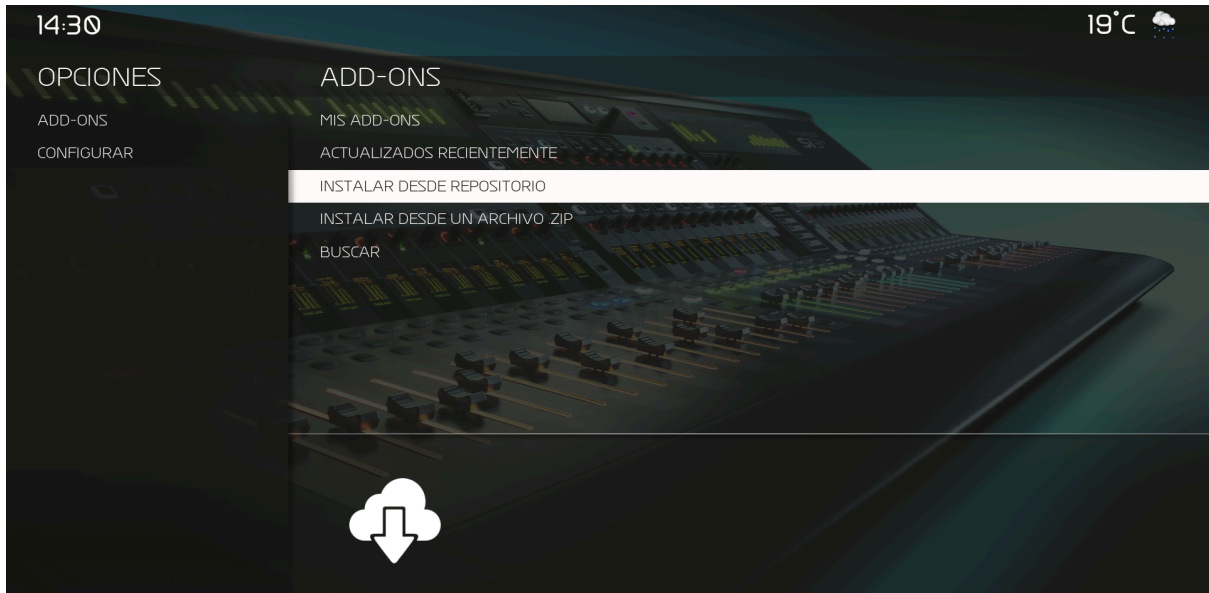 14:30
19°C
OPCIONES
ADD-ONS
CONFIGURAR
ADD-ONS
MIS ADD-ONS
ACTUALIZADOS RECIENTEMENTE
INSTALAR DESDE REPOSITORIO
INSTALAR DESDE UN ARCHIVO .ZIP
BUSCAR